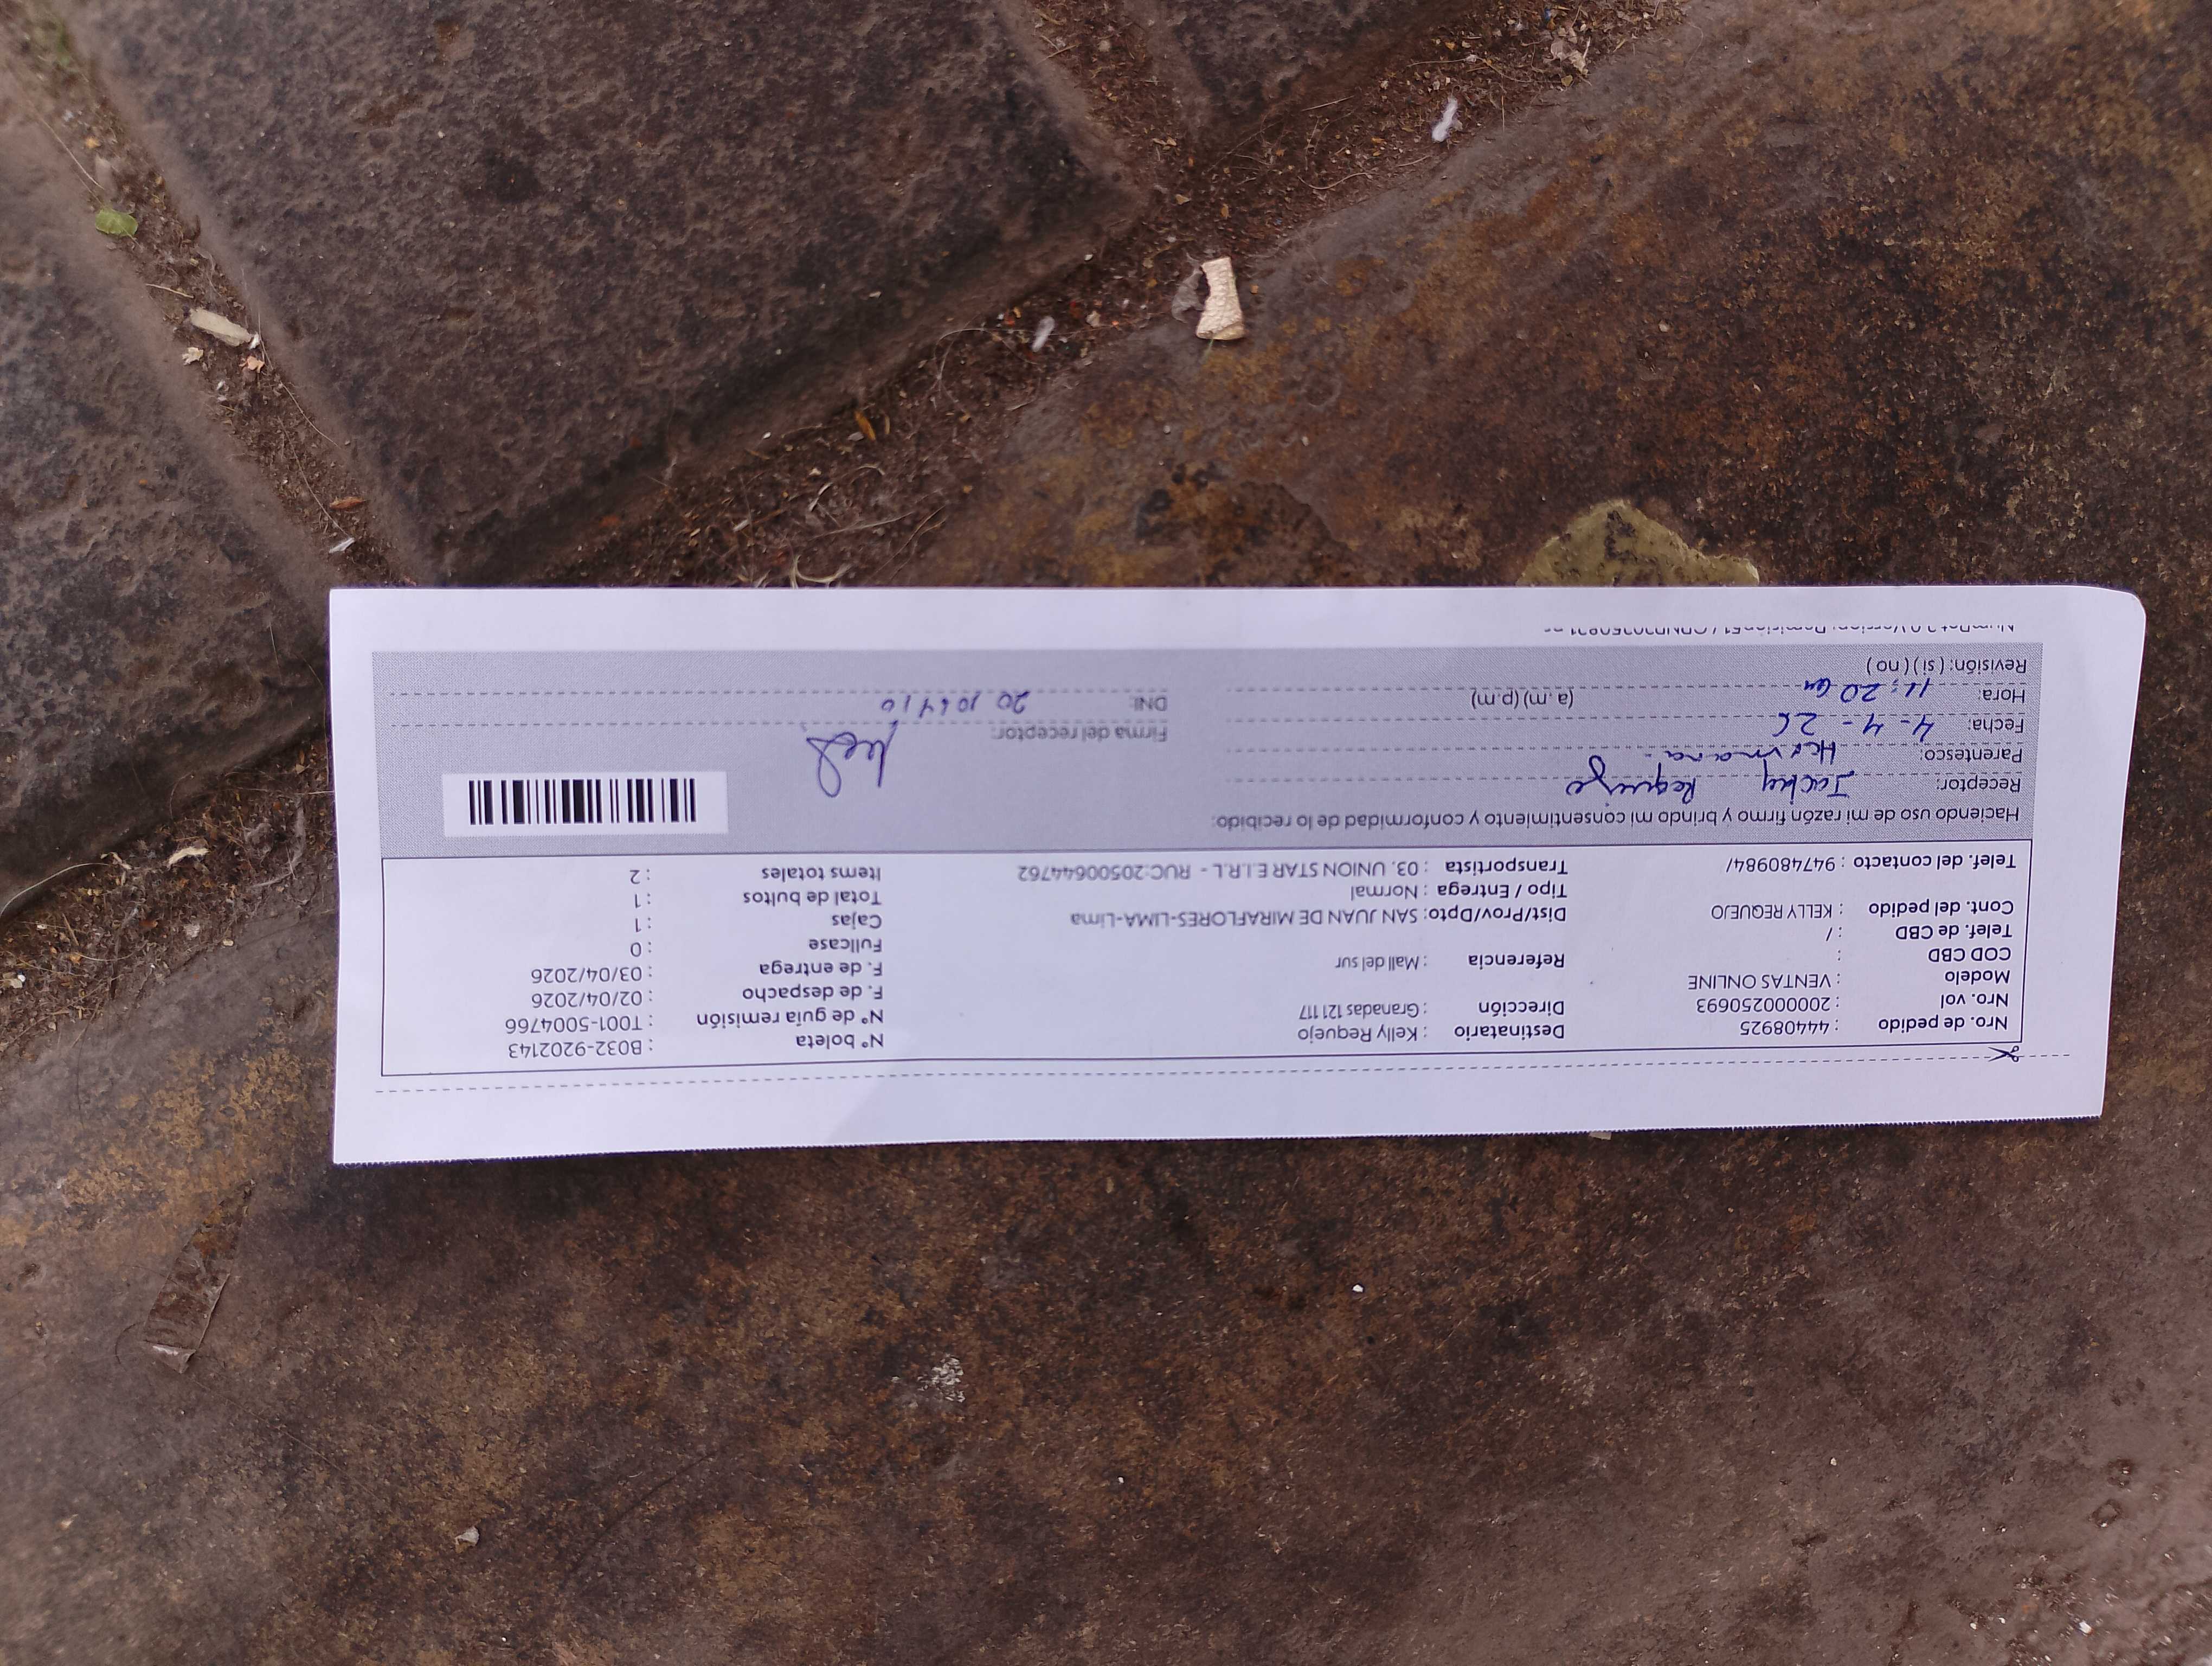 Nro. de pedido : 44408925
Nro. vol : 20000250693
Modelo : VENTAS ONLINE
COD CBD :
Telef. de CBD : /
Cont. del pedido : KELLY REQUEJO
Telef. del contacto : 947480984/
Destinatario : Kelly Requejo
Dirección : Granadas 121 117
Referencia : Mall del sur
Dist/Prov/Dpto: SAN JUAN DE MIRAFLORES-LIMA-Lima
Tipo / Entrega : Normal
Transportista : 03. UNION STAR E.I.R.L - RUC:20500644762
N° boleta : B032-9202143
N° de guía remisión : T001-5004766
F. de despacho : 02/04/2026
F. de entrega : 03/04/2026
Fullcase : 0
Cajas : 1
Total de bultos : 1
Items totales : 2
Haciendo uso de mi razón firmo y brindo mi consentimiento y conformidad de lo recibido:
Receptor: Jacky Requejo
Parentesco: Hermana.
Fecha: 4-4-26
Hora: 11:20 am (a.m) (p.m)
Revisión: ( si ) ( no )
Firma del receptor:
DNI: